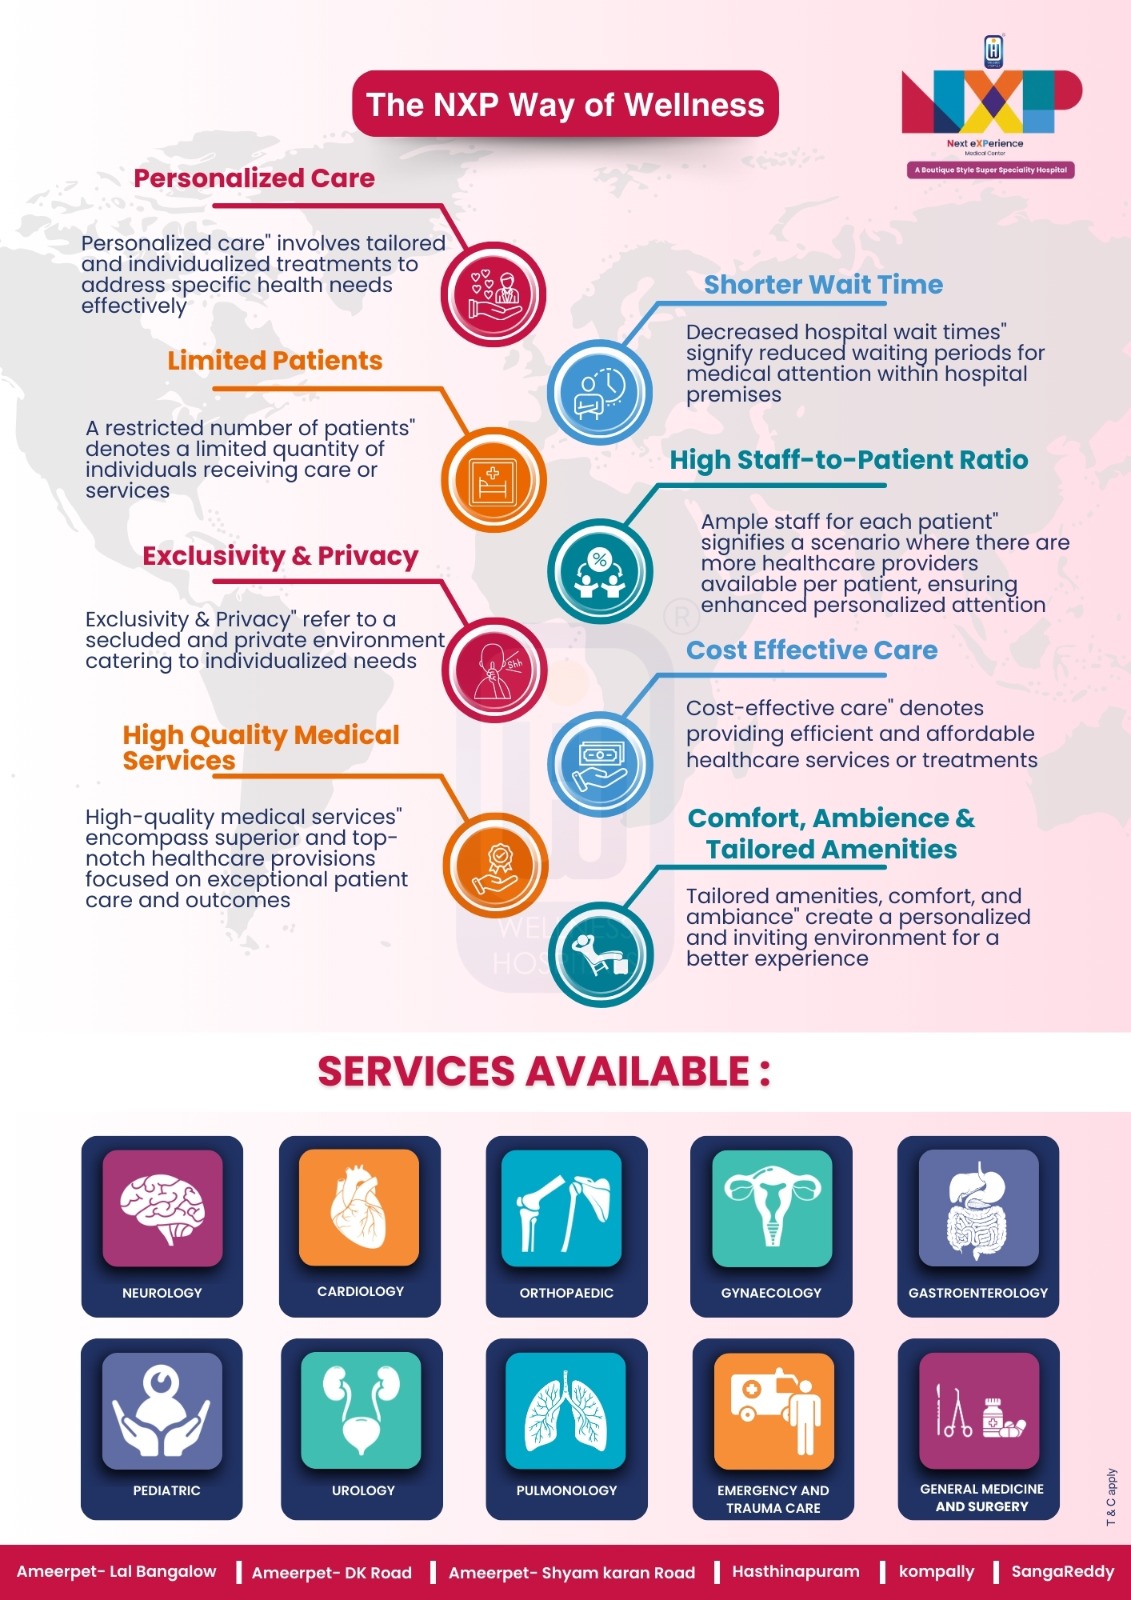 The NXP Way of Wellness
Next eXPerience
Medical Center
A Boutique Style Super Speciality Hospital
Personalized Care
Personalized care" involves tailored
and individualized treatments to
address specific health needs
effectively
Shorter Wait Time
Decreased hospital wait times"
signify reduced waiting periods for
medical attention within hospital
premises
Limited Patients
A restricted number of patients"
denotes a limited quantity of
individuals receiving care or
services
High Staff-to-Patient Ratio
Ample staff for each patient"
signifies a scenario where there are
more healthcare providers
available per patient, ensuring
enhanced personalized attention
%
Exclusivity & Privacy
Exclusivity & Privacy" refer to a
secluded and private environment
catering to individualized needs
Shh
®
Cost Effective Care
Cost-effective care" denotes
providing efficient and affordable
healthcare services or treatments
High Quality Medical
Services
High-quality medical services"
encompass superior and top-
notch healthcare provisions
focused on exceptional patient
care and outcomes
Comfort, Ambience &
Tailored Amenities
Tailored amenities, comfort, and
ambiance" create a personalized
and inviting environment for a
better experience
SERVICES AVAILABLE :
NEUROLOGY
CARDIOLOGY
ORTHOPAEDIC
GYNAECOLOGY
GASTROENTEROLOGY
PEDIATRIC
UROLOGY
PULMONOLOGY
EMERGENCY AND
TRAUMA CARE
GENERAL MEDICINE
AND SURGERY
T & C apply
Ameerpet- Lal Bangalow | Ameerpet- DK Road | Ameerpet- Shyam karan Road | Hasthinapuram | kompally | SangaReddy